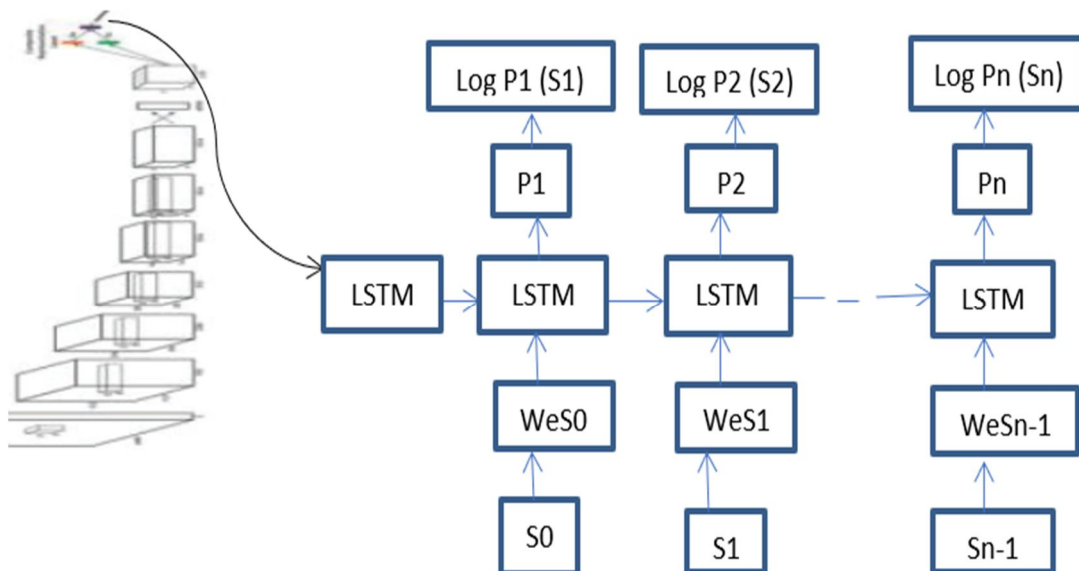 Log P1 (S1)
Log P2 (S2)
Log Pn (Sn)
P1
P2
Pn
LSTM
LSTM
LSTM
LSTM
WeS0
WeS1
WeSn-1
S0
S1
Sn-1